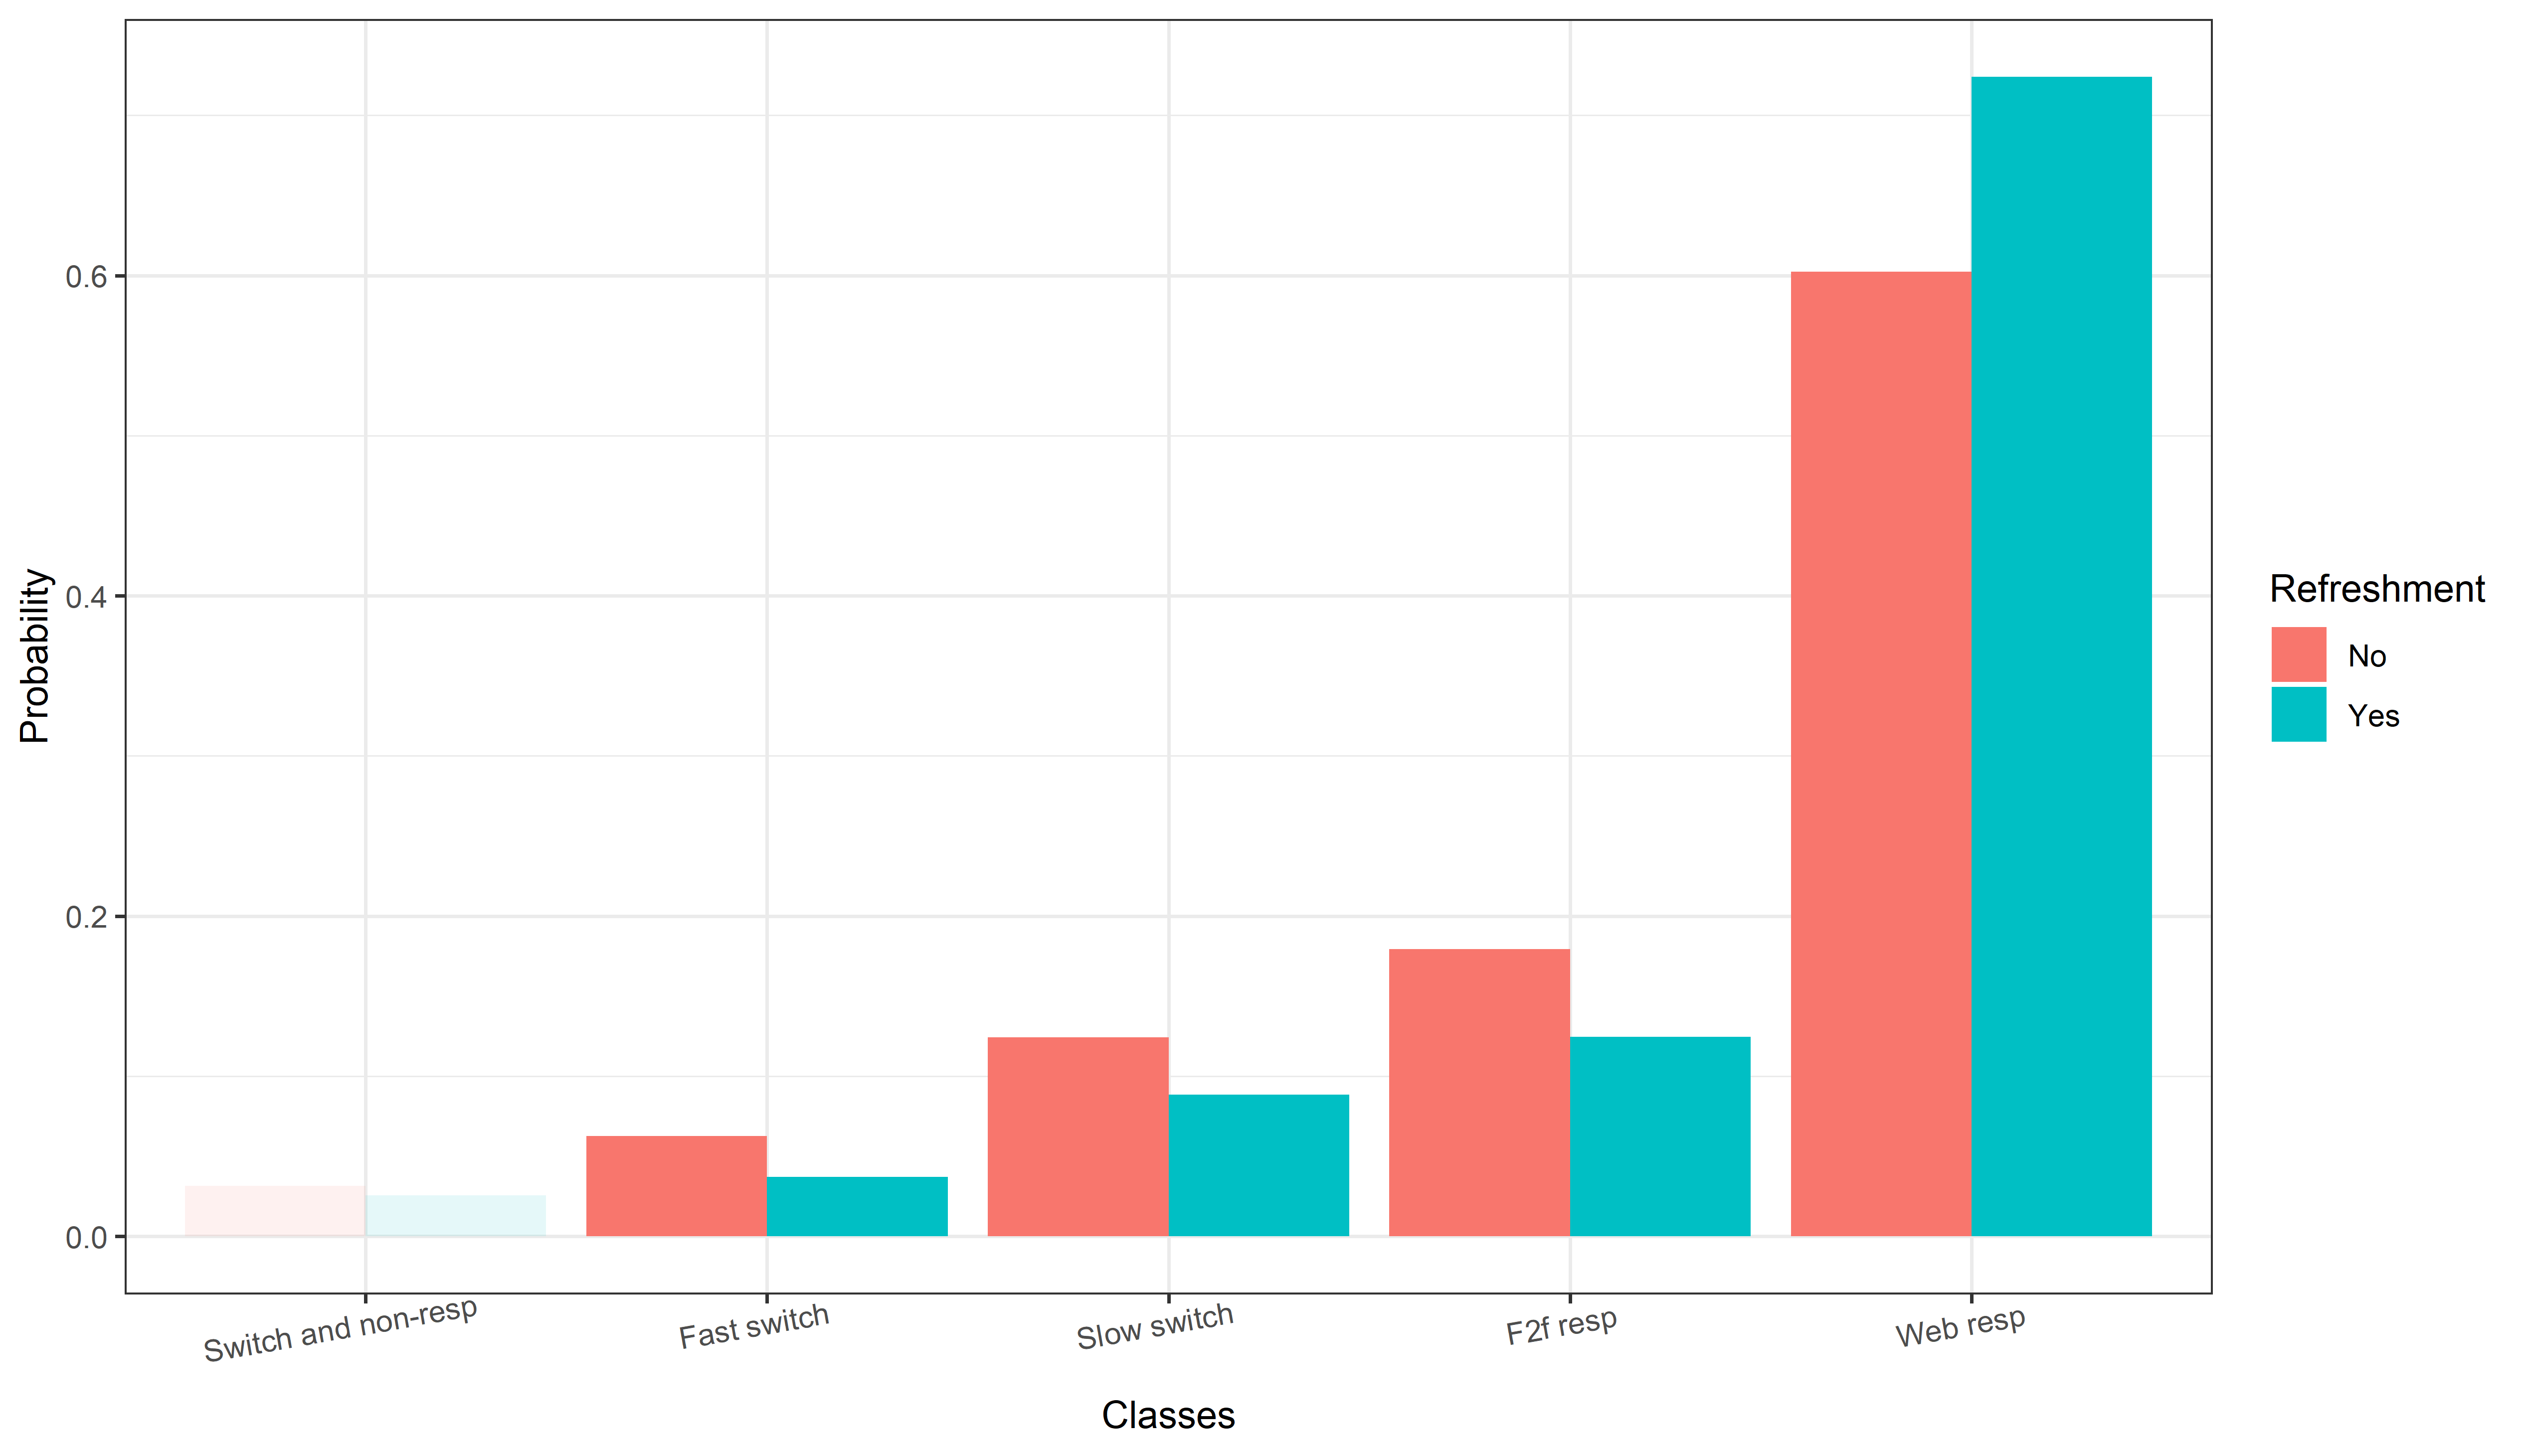 Probability
0.6
0.4
0.2
0.0
Switch and non-resp
Fast switch
Slow switch
F2f resp
Web resp
Classes
Refreshment
No
Yes